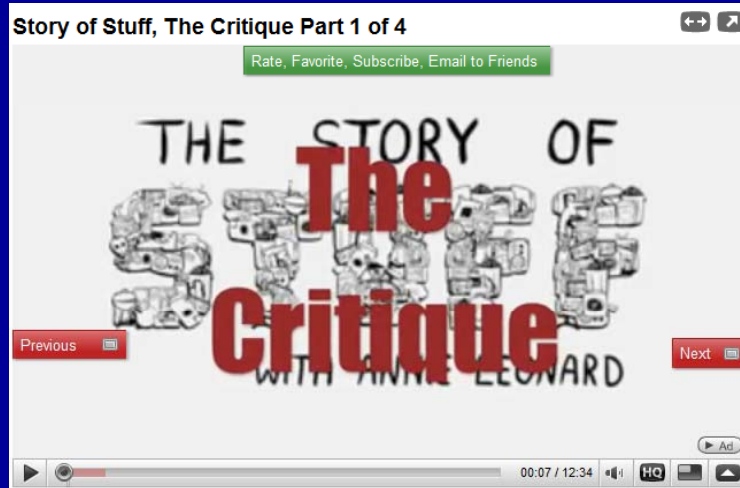 Story of Stuff, The Critique Part 1 of 4
Rate, Favorite, Subscribe, Email to Friends
THE STORY OF
The
STUFF
Critique
WITH ANNIE LEONARD
Previous
Next
Ad
00:07 / 12:34
HQ